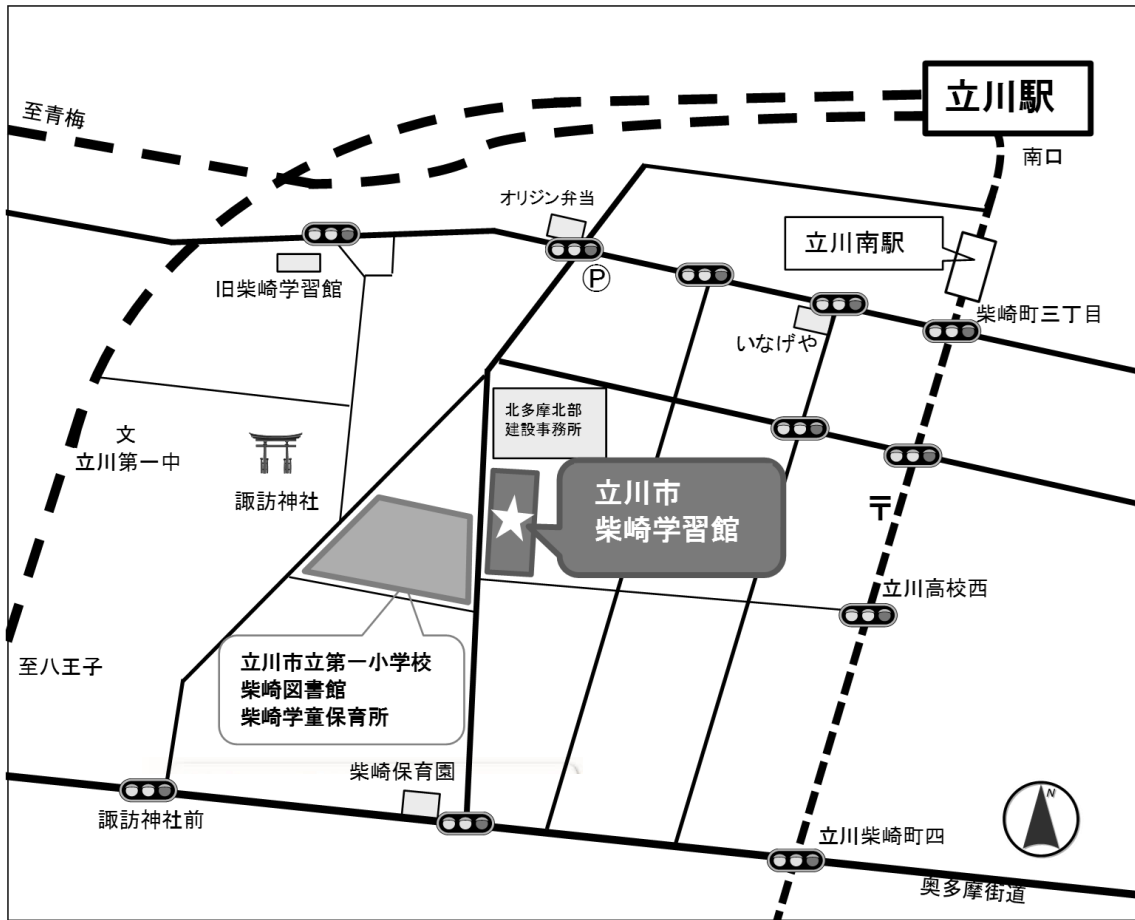 立川駅
至青梅
南口
オリジン弁当
立川南駅
P
旧柴崎学習館
柴崎町三丁目
いなげや
北多摩北部
建設事務所
文
立川第一中
諏訪神社
立川市
柴崎学習館
〒
立川高校西
至八王子
立川市立第一小学校
柴崎図書館
柴崎学童保育所
柴崎保育園
諏訪神社前
N
立川柴崎町四
奥多摩街道